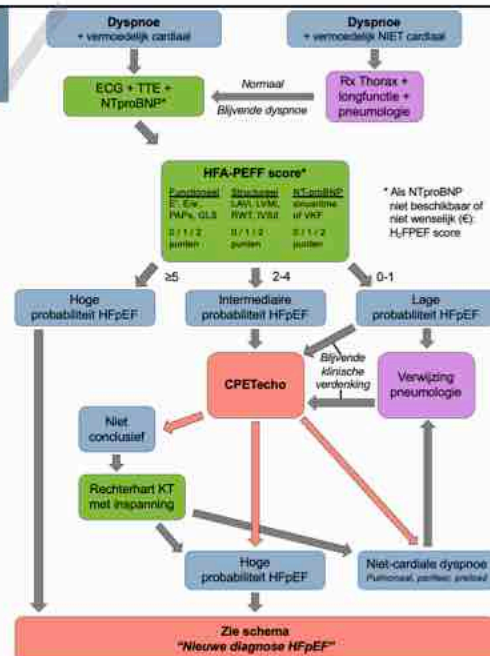 Dyspnoe
+ vermoedelijk cardiaal
Dyspnoe
+ vermoedelijk NIET cardiaal
ECG + TTE +
NTproBNP*
Normaal
Blijvende dyspnoe
Rx Thorax +
longfunctie +
pneumologie
HFA-PEFF score*
Functioneel
E', E/e',
PAPs, GLS
0 / 1 / 2
punten
Structureel
LAVI, LVMI,
RWT, IVSd
0 / 1 / 2
punten
NT-proBNP
sinusritme
of VKF
0 / 1 / 2
punten
* Als NTproBNP
niet beschikbaar of
niet wenselijk (€):
H₂FPEF score
≥5
2-4
0-1
Hoge
probabiliteit HFpEF
Intermediaire
probabiliteit HFpEF
Lage
probabiliteit HFpEF
Blijvende
klinische
verdenking
CPETecho
Verwijzing
pneumologie
Niet
conclusief
Rechterhart KT
met inspanning
Hoge
probabiliteit HFpEF
Niet-cardiale dyspnoe
Pulmonaal, perifeer, preload
Zie schema
"Nieuwe diagnose HFpEF"